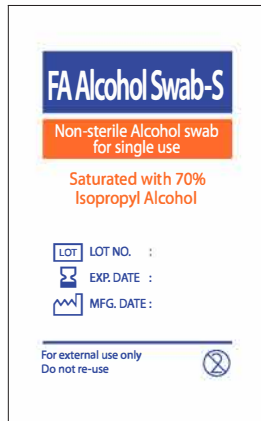 FA Alcohol Swab-S
Non-sterile Alcohol swab
for single use
Saturated with 70%
Isopropyl Alcohol
LOT LOT NO. :
EXP. DATE :
MFG. DATE :
For external use only
Do not re-use
2